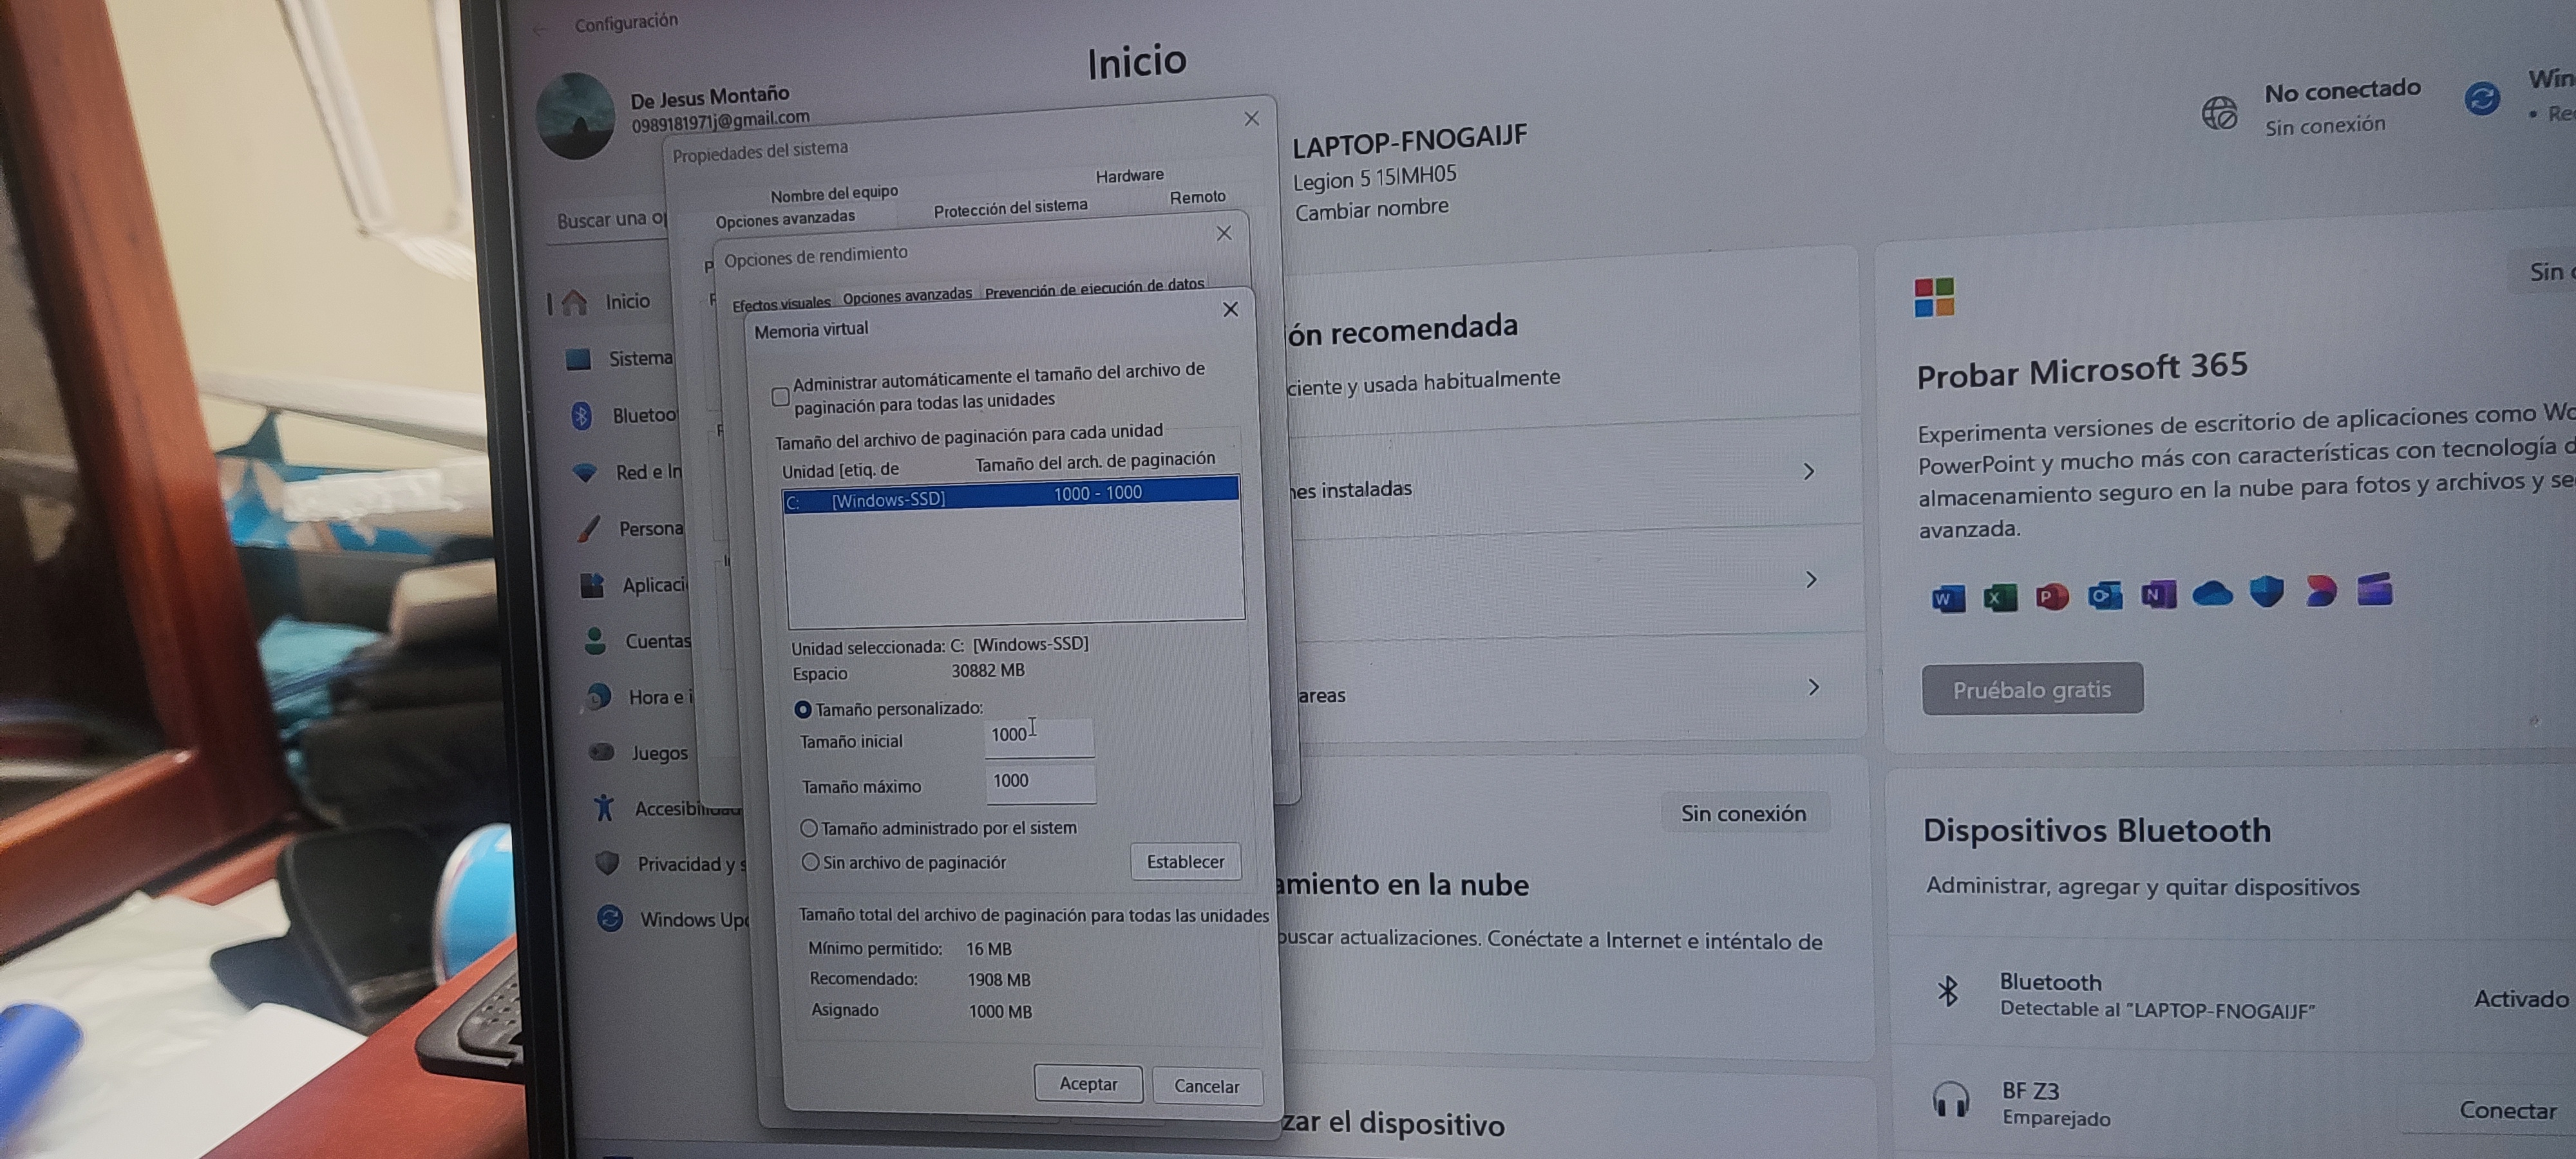 Configuración
De Jesus Montaño
0989181971j@gmail.com
Buscar una o
Inicio
Sistema
Bluetoo
Red e In
Persona
Aplicaci
Cuentas
Hora e i
Juegos
Accesibilidad
Privacidad y s
Windows Up
Inicio
LAPTOP-FNOGAIJF
Legion 5 15IMH05
Cambiar nombre
No conectado
Sin conexión
Win
• Re
Propiedades del sistema
Nombre del equipo
Hardware
Opciones avanzadas
Protección del sistema
Remoto
Opciones de rendimiento
Efectos visuales
Opciones avanzadas
Prevención de ejecución de datos
Memoria virtual
Administrar automáticamente el tamaño del archivo de
paginación para todas las unidades
Tamaño del archivo de paginación para cada unidad
Unidad [etiq. de
Tamaño del arch. de paginación
C: [Windows-SSD] 1000 - 1000
Unidad seleccionada: C: [Windows-SSD]
Espacio 30882 MB
Tamaño personalizado:
Tamaño inicial 1000
Tamaño máximo 1000
Tamaño administrado por el sistem
Sin archivo de paginaciór
Establecer
Tamaño total del archivo de paginación para todas las unidades
Mínimo permitido: 16 MB
Recomendado: 1908 MB
Asignado 1000 MB
Aceptar
Cancelar
ón recomendada
ciente y usada habitualmente
nes instaladas
areas
Sin conexión
amiento en la nube
buscar actualizaciones. Conéctate a Internet e inténtalo de
zar el dispositivo
Sin
Probar Microsoft 365
Experimenta versiones de escritorio de aplicaciones como Wo
PowerPoint y mucho más con características con tecnología d
almacenamiento seguro en la nube para fotos y archivos y se
avanzada.
Pruébalo gratis
Dispositivos Bluetooth
Administrar, agregar y quitar dispositivos
Bluetooth
Detectable al "LAPTOP-FNOGAIJF"
Activado
BF Z3
Emparejado
Conectar